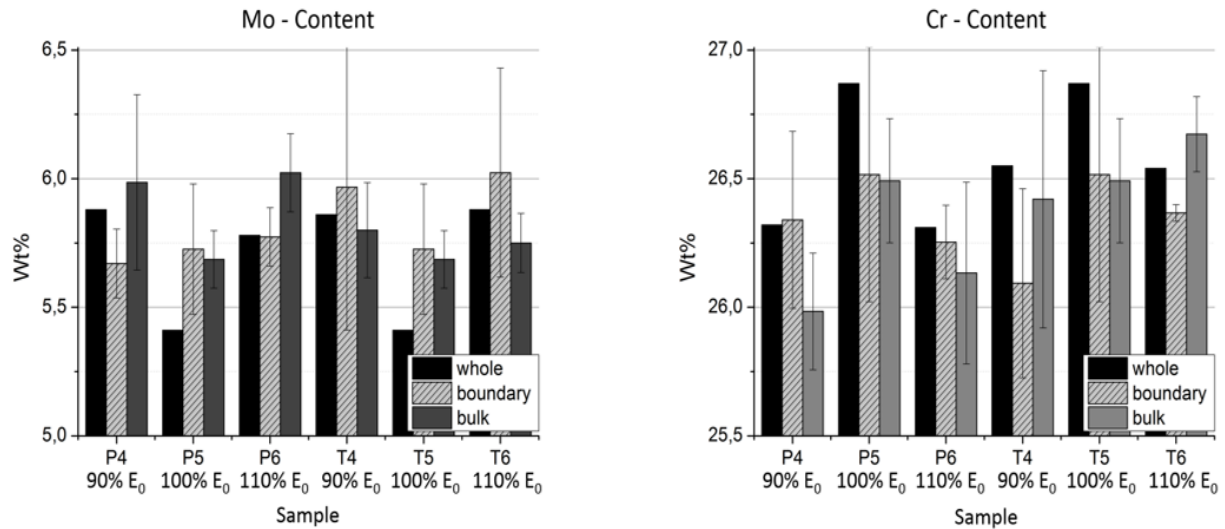 Mo - Content
Wt%
6,5
6,0
5,5
5,0
whole
boundary
bulk
P4 P5 P6 T4 T5 T6
90% E₀ 100% E₀ 110% E₀ 90% E₀ 100% E₀ 110% E₀
Sample
Cr - Content
Wt%
27,0
26,5
26,0
25,5
whole
boundary
bulk
P4 P5 P6 T4 T5 T6
90% E₀ 100% E₀ 110% E₀ 90% E₀ 100% E₀ 110% E₀
Sample